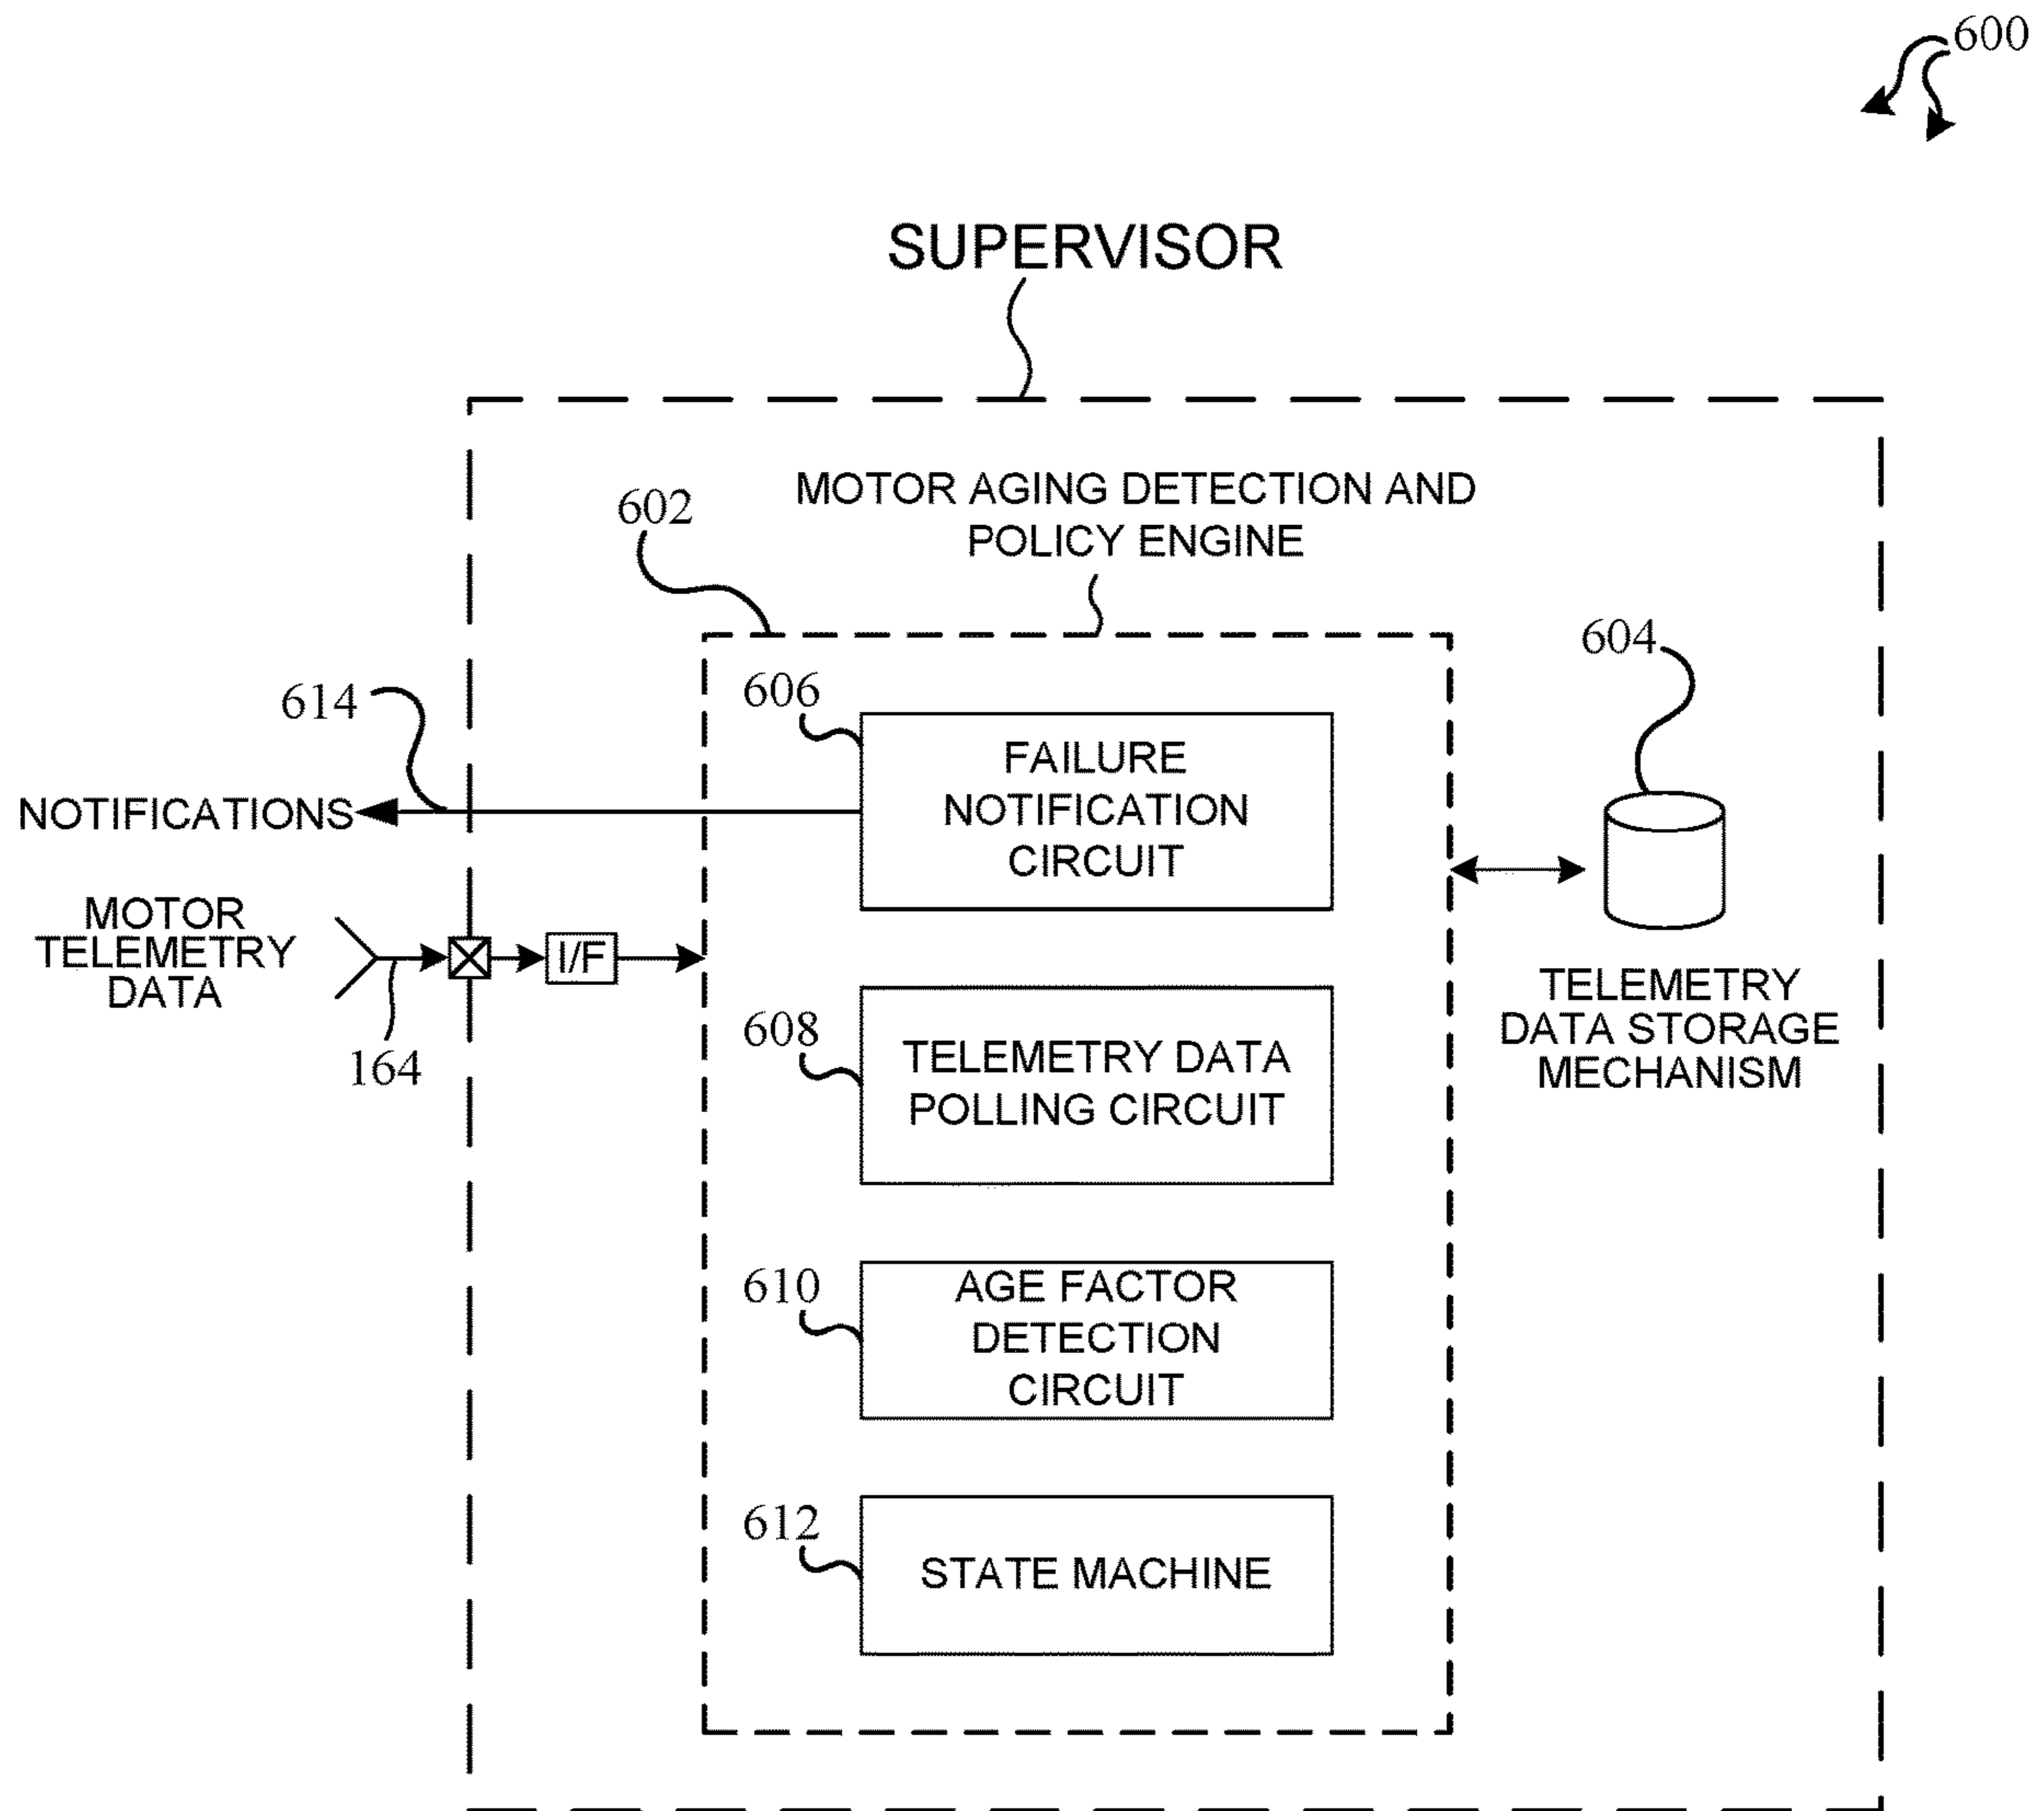 600
SUPERVISOR
MOTOR AGING DETECTION AND
POLICY ENGINE
602
604
614
606
FAILURE
NOTIFICATION
CIRCUIT
NOTIFICATIONS
MOTOR
TELEMETRY
DATA
I/F
164
TELEMETRY
DATA STORAGE
MECHANISM
608
TELEMETRY DATA
POLLING CIRCUIT
610
AGE FACTOR
DETECTION
CIRCUIT
612
STATE MACHINE